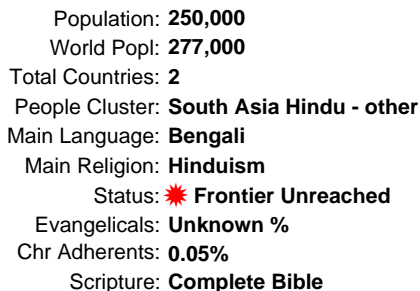 Population: 250,000
World Popl: 277,000
Total Countries: 2
People Cluster: South Asia Hindu - other
Main Language: Bengali
Main Religion: Hinduism
Status: Frontier Unreached
Evangelicals: Unknown %
Chr Adherents: 0.05%
Scripture: Complete Bible